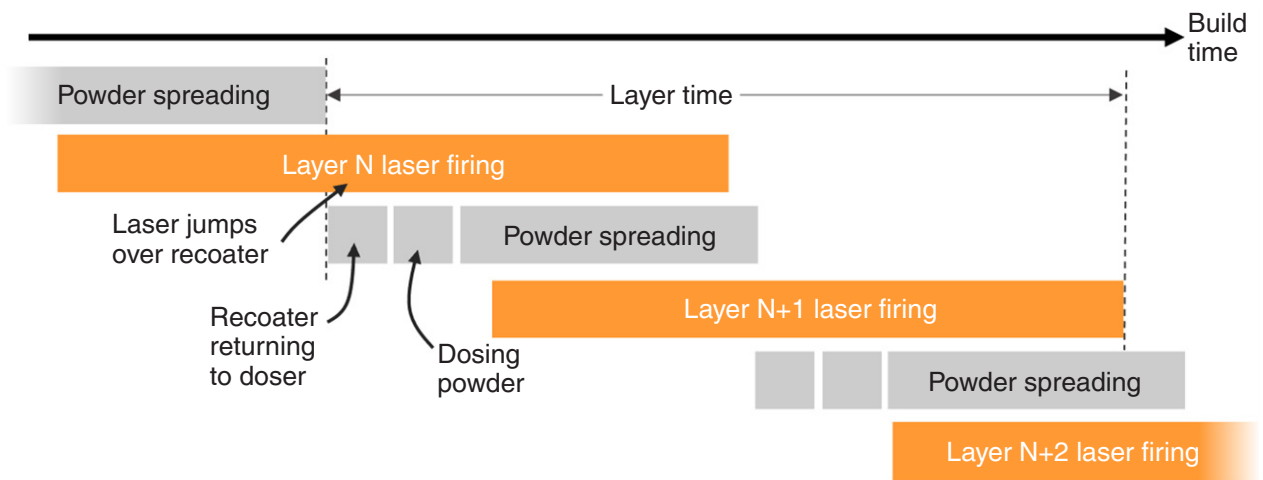 Build
time
Powder spreading
Layer time
Layer N laser firing
Laser jumps
over recoater
Powder spreading
Layer N+1 laser firing
Recoater
returning
to doser
Dosing
powder
Powder spreading
Layer N+2 laser firing